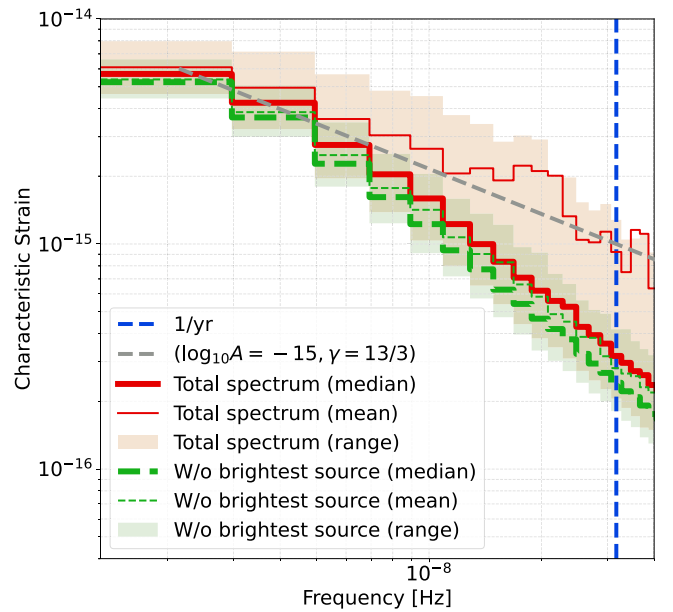 10⁻¹⁴
10⁻¹⁵
10⁻¹⁶
Characteristic Strain
1/yr
(log₁₀A = −15, γ = 13/3)
Total spectrum (median)
Total spectrum (mean)
Total spectrum (range)
W/o brightest source (median)
W/o brightest source (mean)
W/o brightest source (range)
10⁻⁸
Frequency [Hz]